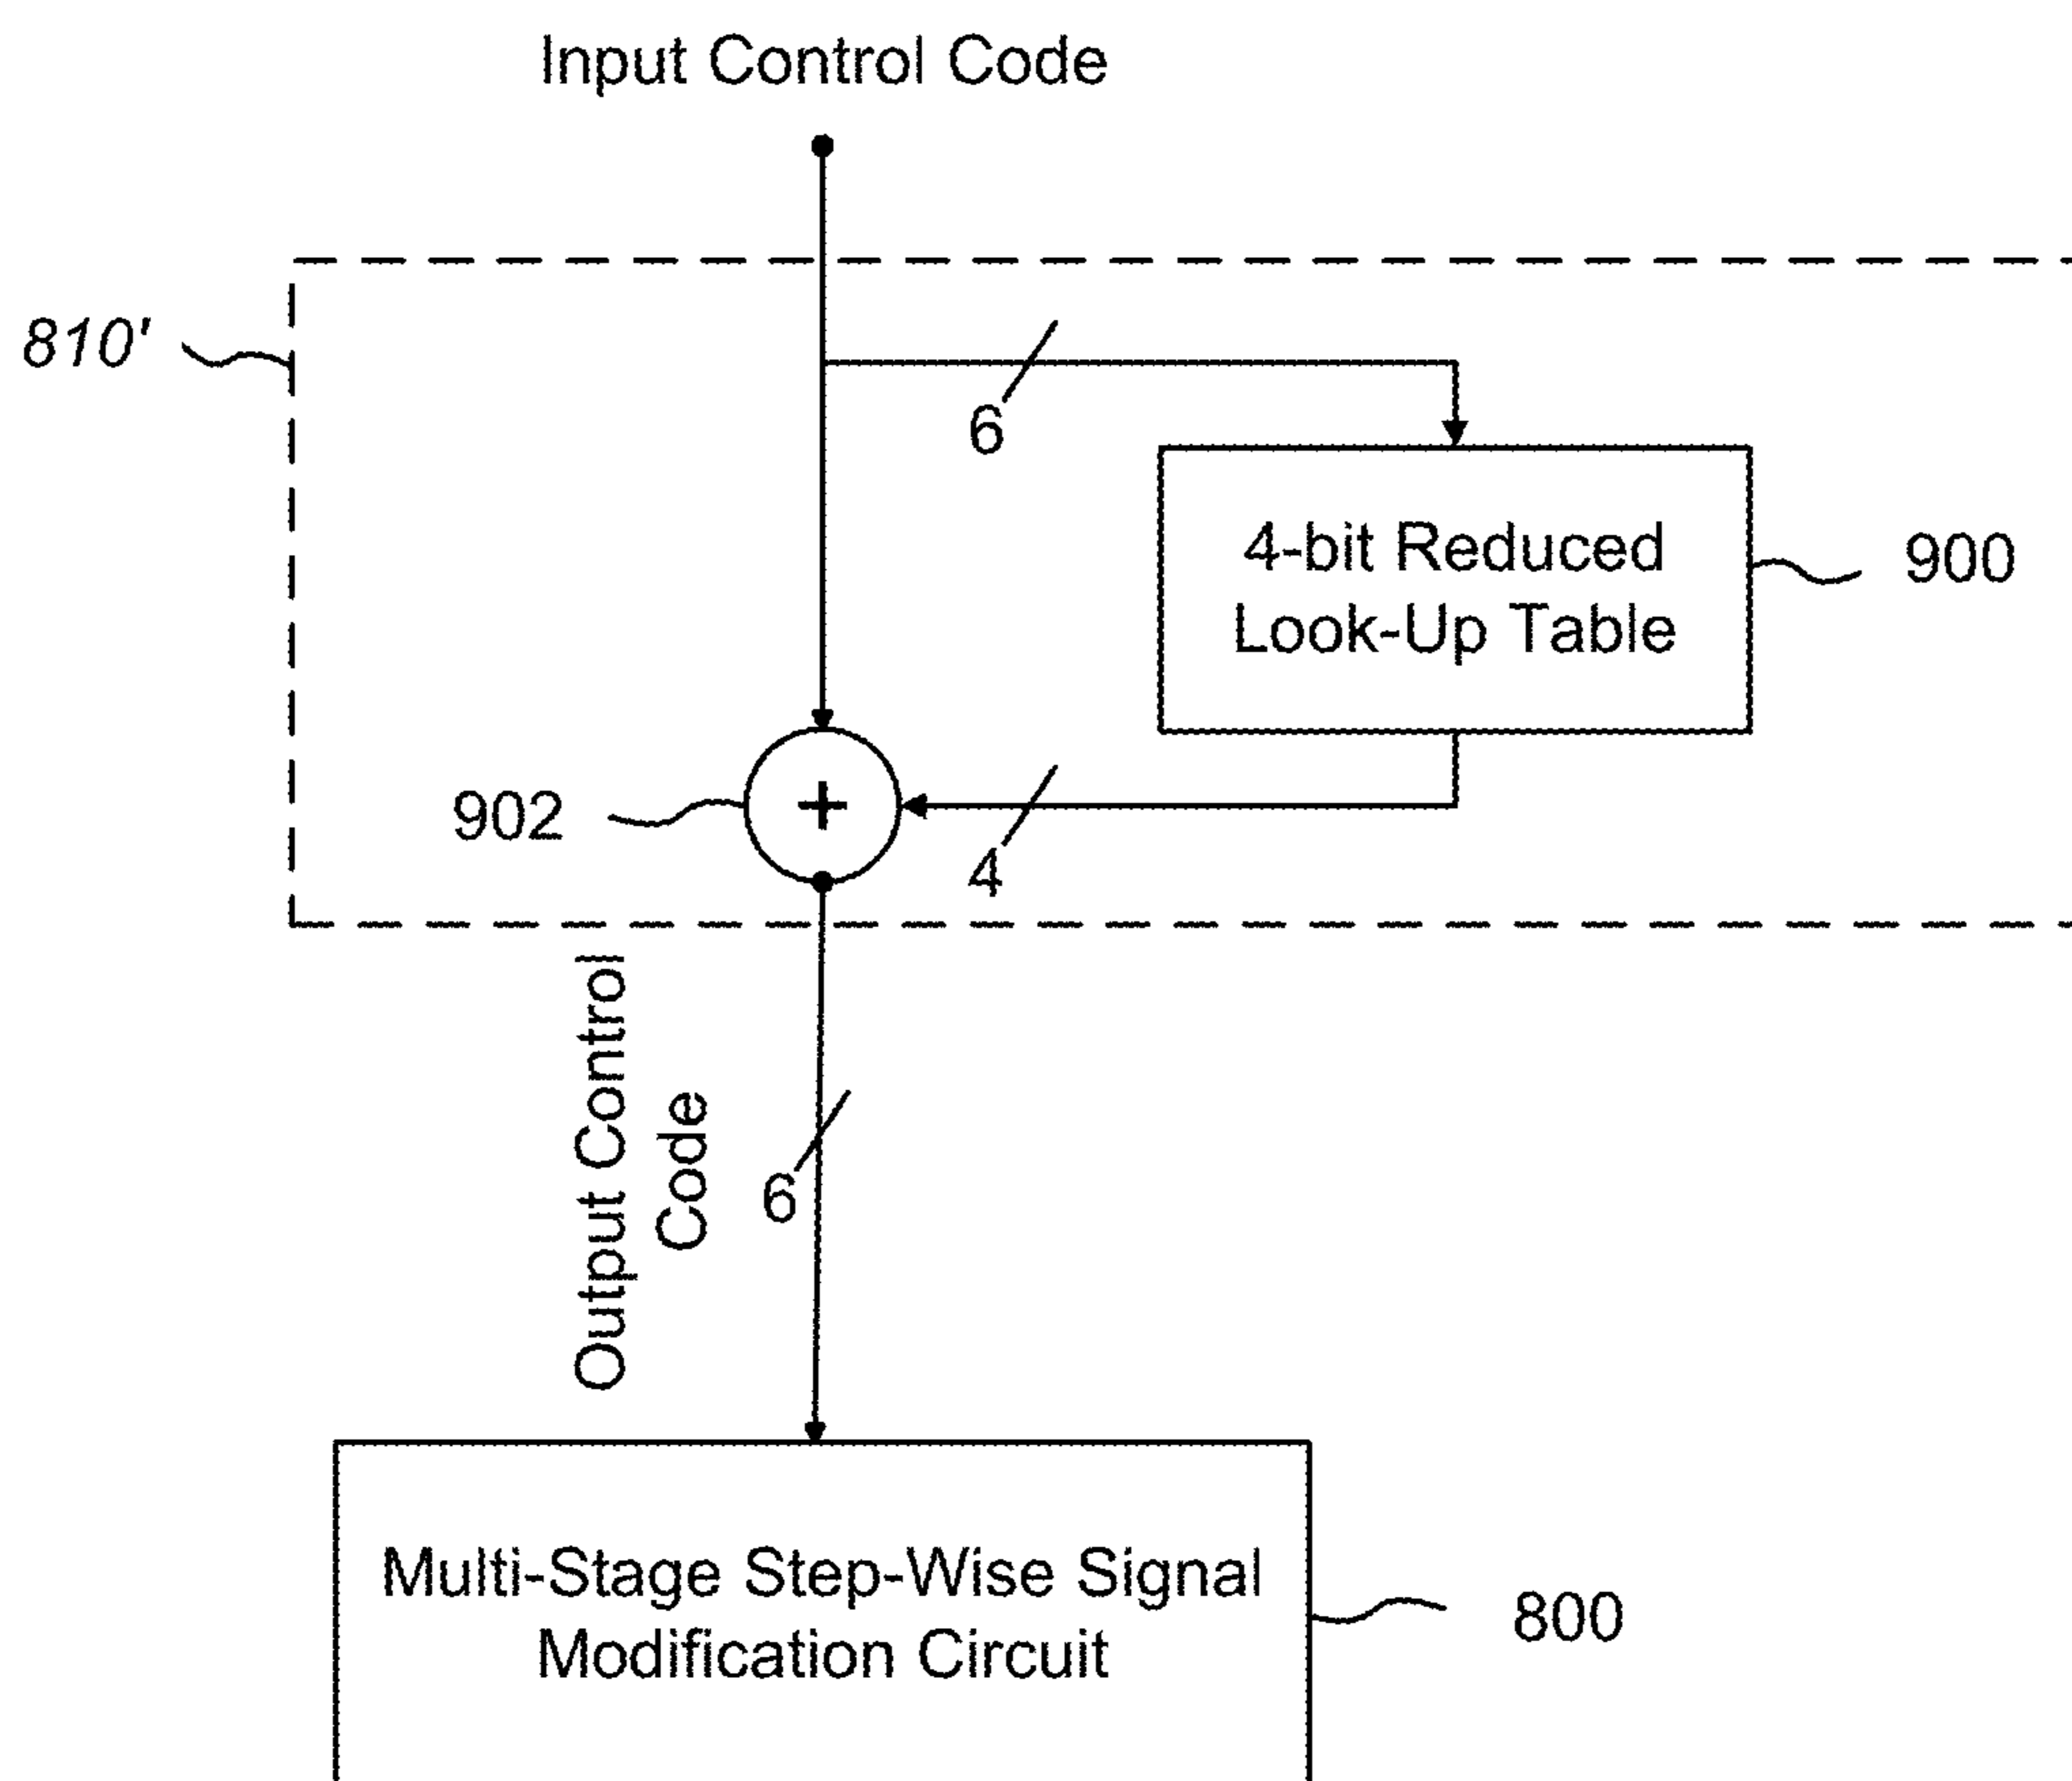 Input Control Code
810'
6
4-bit Reduced
Look-Up Table
900
902
+
4
Output Control
Code
6
Multi-Stage Step-Wise Signal
Modification Circuit
800